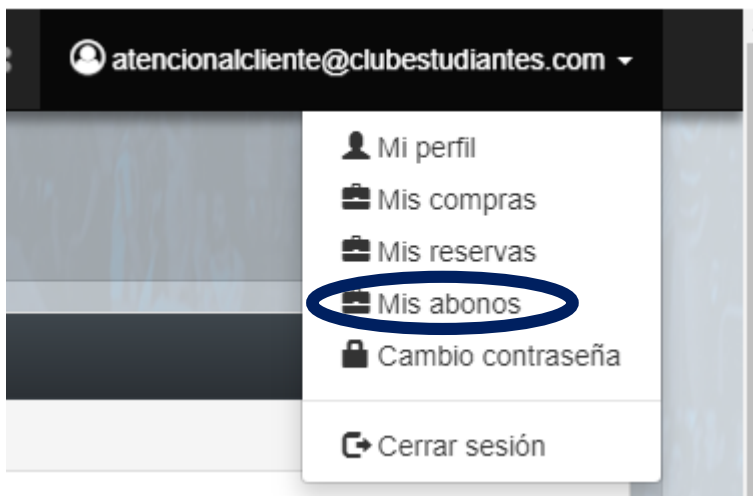 atencionalcliente@clubestudiantes.com
Mi perfil
Mis compras
Mis reservas
Mis abonos
Cambio contraseña
Cerrar sesión